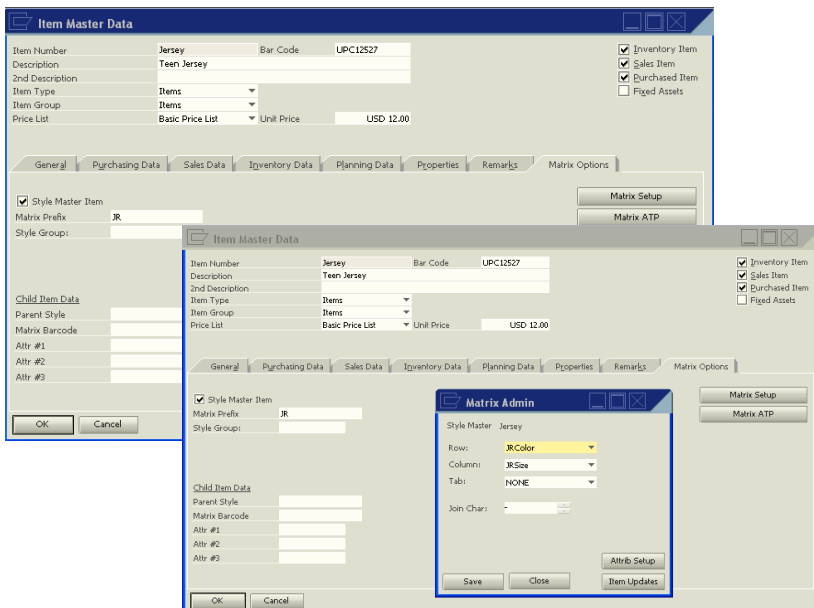 Item Master Data
Item Number Jersey Bar Code UPC12527
Description Teen Jersey
2nd Description
Item Type Items
Item Group Items
Price List Basic Price List Unit Price USD 12.00
Inventory Item
Sales Item
Purchased Item
Fixed Assets
General Purchasing Data Sales Data Inventory Data Planning Data Properties Remarks Matrix Options
Style Master Item
Matrix Prefix JR
Style Group:
Matrix Setup
Matrix ATP
Child Item Data
Parent Style
Matrix Barcode
Attr #1
Attr #2
Attr #3
OK Cancel
Item Master Data
Item Number Jersey Bar Code UPC12527
Description Teen Jersey
2nd Description
Item Type Items
Item Group Items
Price List Basic Price List Unit Price USD 12.00
Inventory Item
Sales Item
Purchased Item
Fixed Assets
General Purchasing Data Sales Data Inventory Data Planning Data Properties Remarks Matrix Options
Style Master Item
Matrix Prefix JR
Style Group:
Matrix Setup
Matrix ATP
Child Item Data
Parent Style
Matrix Barcode
Attr #1
Attr #2
Attr #3
OK Cancel
Matrix Admin
Style Master Jersey
Row: JRColor
Column: JRSize
Tab: NONE
Join Char: -
Attrib Setup
Save Close Item Updates